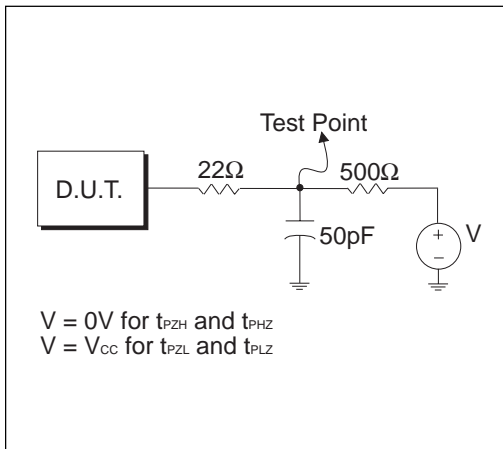 Test Point
22Ω
500Ω
D.U.T.
50pF
+
V
−
V = 0V for tPZH and tPHZ
V = VCC for tPZL and tPLZ